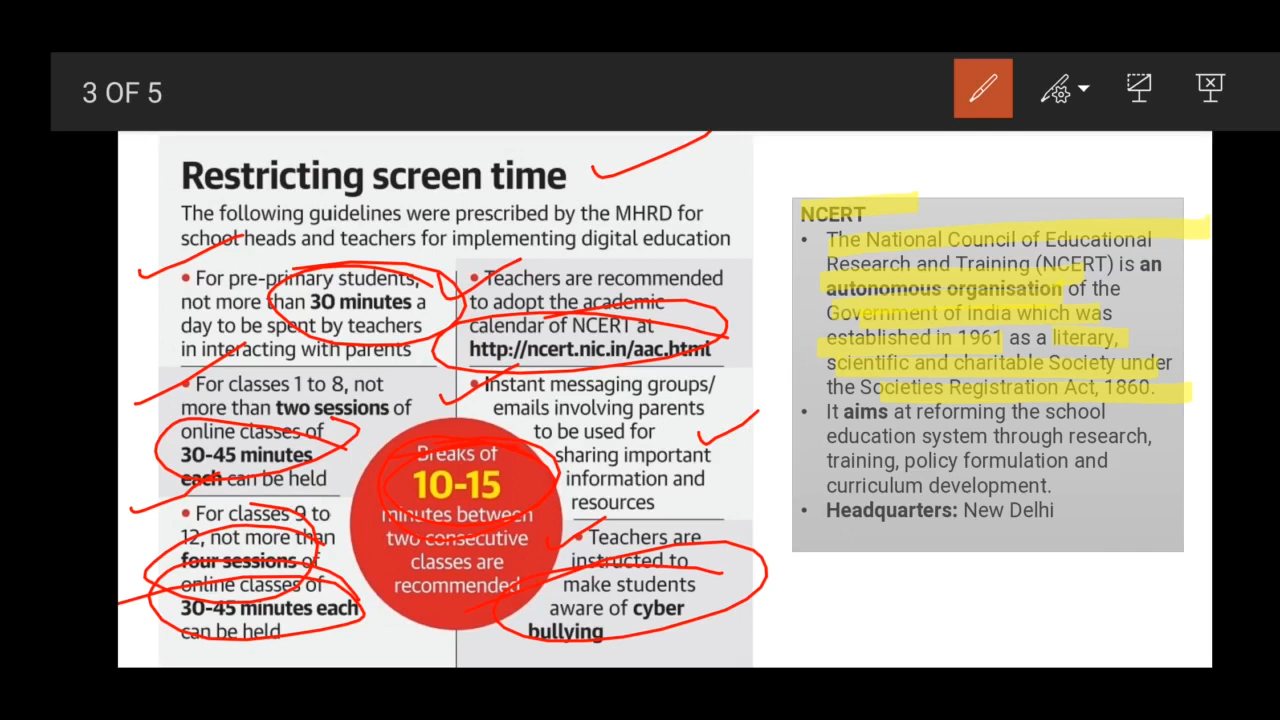 3 OF 5
Restricting screen time
The following guidelines were prescribed by the MHRD for
school heads and teachers for implementing digital education
• For pre-primary students,
not more than 30 minutes a
day to be spent by teachers
in interacting with parents
• For classes 1 to 8, not
more than two sessions of
online classes of
30-45 minutes
each can be held
• For classes 9 to
12, not more than
four sessions of
online classes of
30-45 minutes each
can be held
Breaks of
10-15
minutes between
two consecutive
classes are
recommended
• Teachers are recommended
to adopt the academic
calendar of NCERT at
http://ncert.nic.in/aac.html
• Instant messaging groups/
emails involving parents
to be used for
sharing important
information and
resources
• Teachers are
instructed to
make students
aware of cyber
bullying
NCERT
• The National Council of Educational
Research and Training (NCERT) is an
autonomous organisation of the
Government of India which was
established in 1961 as a literary,
scientific and charitable Society under
the Societies Registration Act, 1860.
• It aims at reforming the school
education system through research,
training, policy formulation and
curriculum development.
• Headquarters: New Delhi